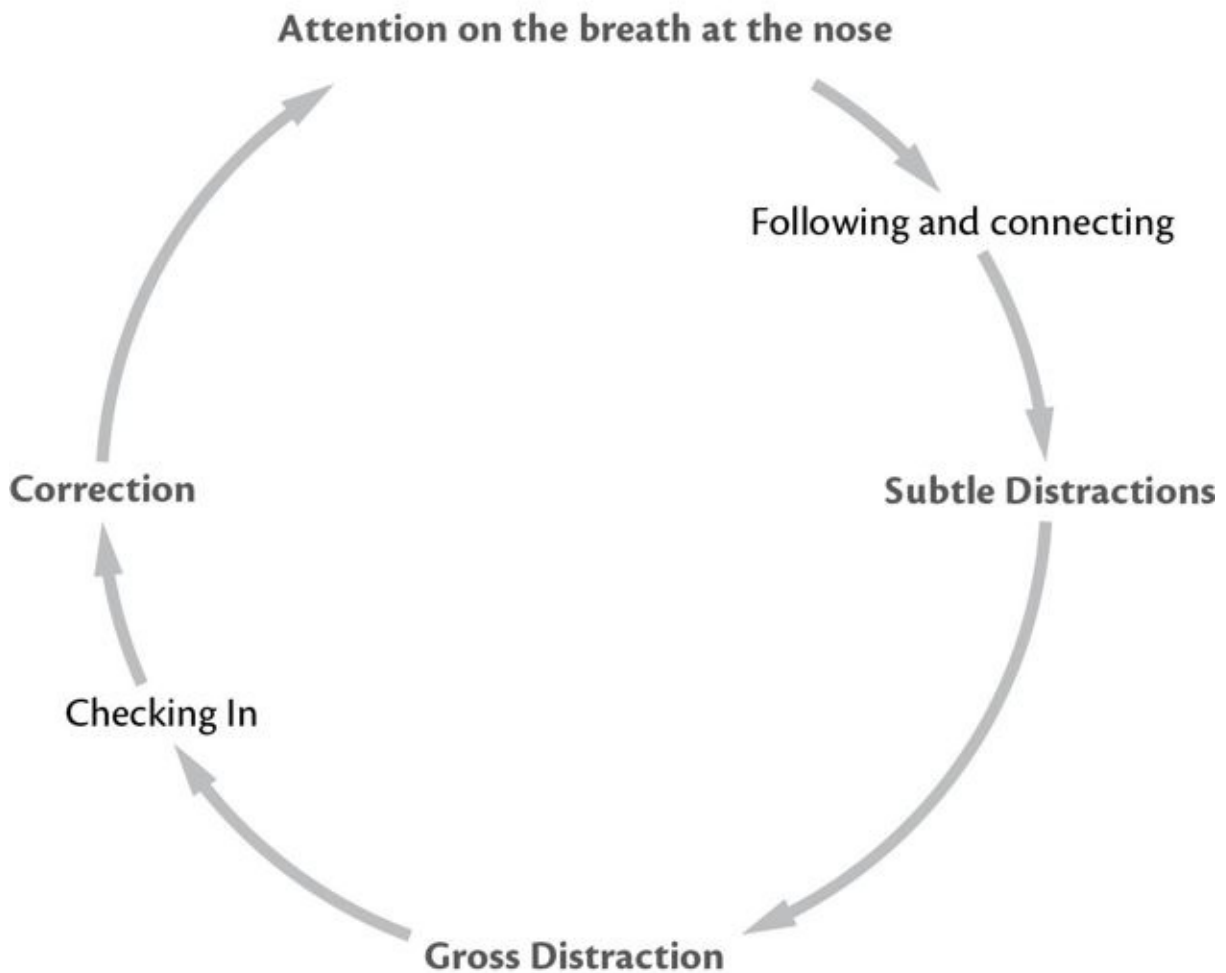 Attention on the breath at the nose
Following and connecting
Subtle Distractions
Gross Distraction
Checking In
Correction